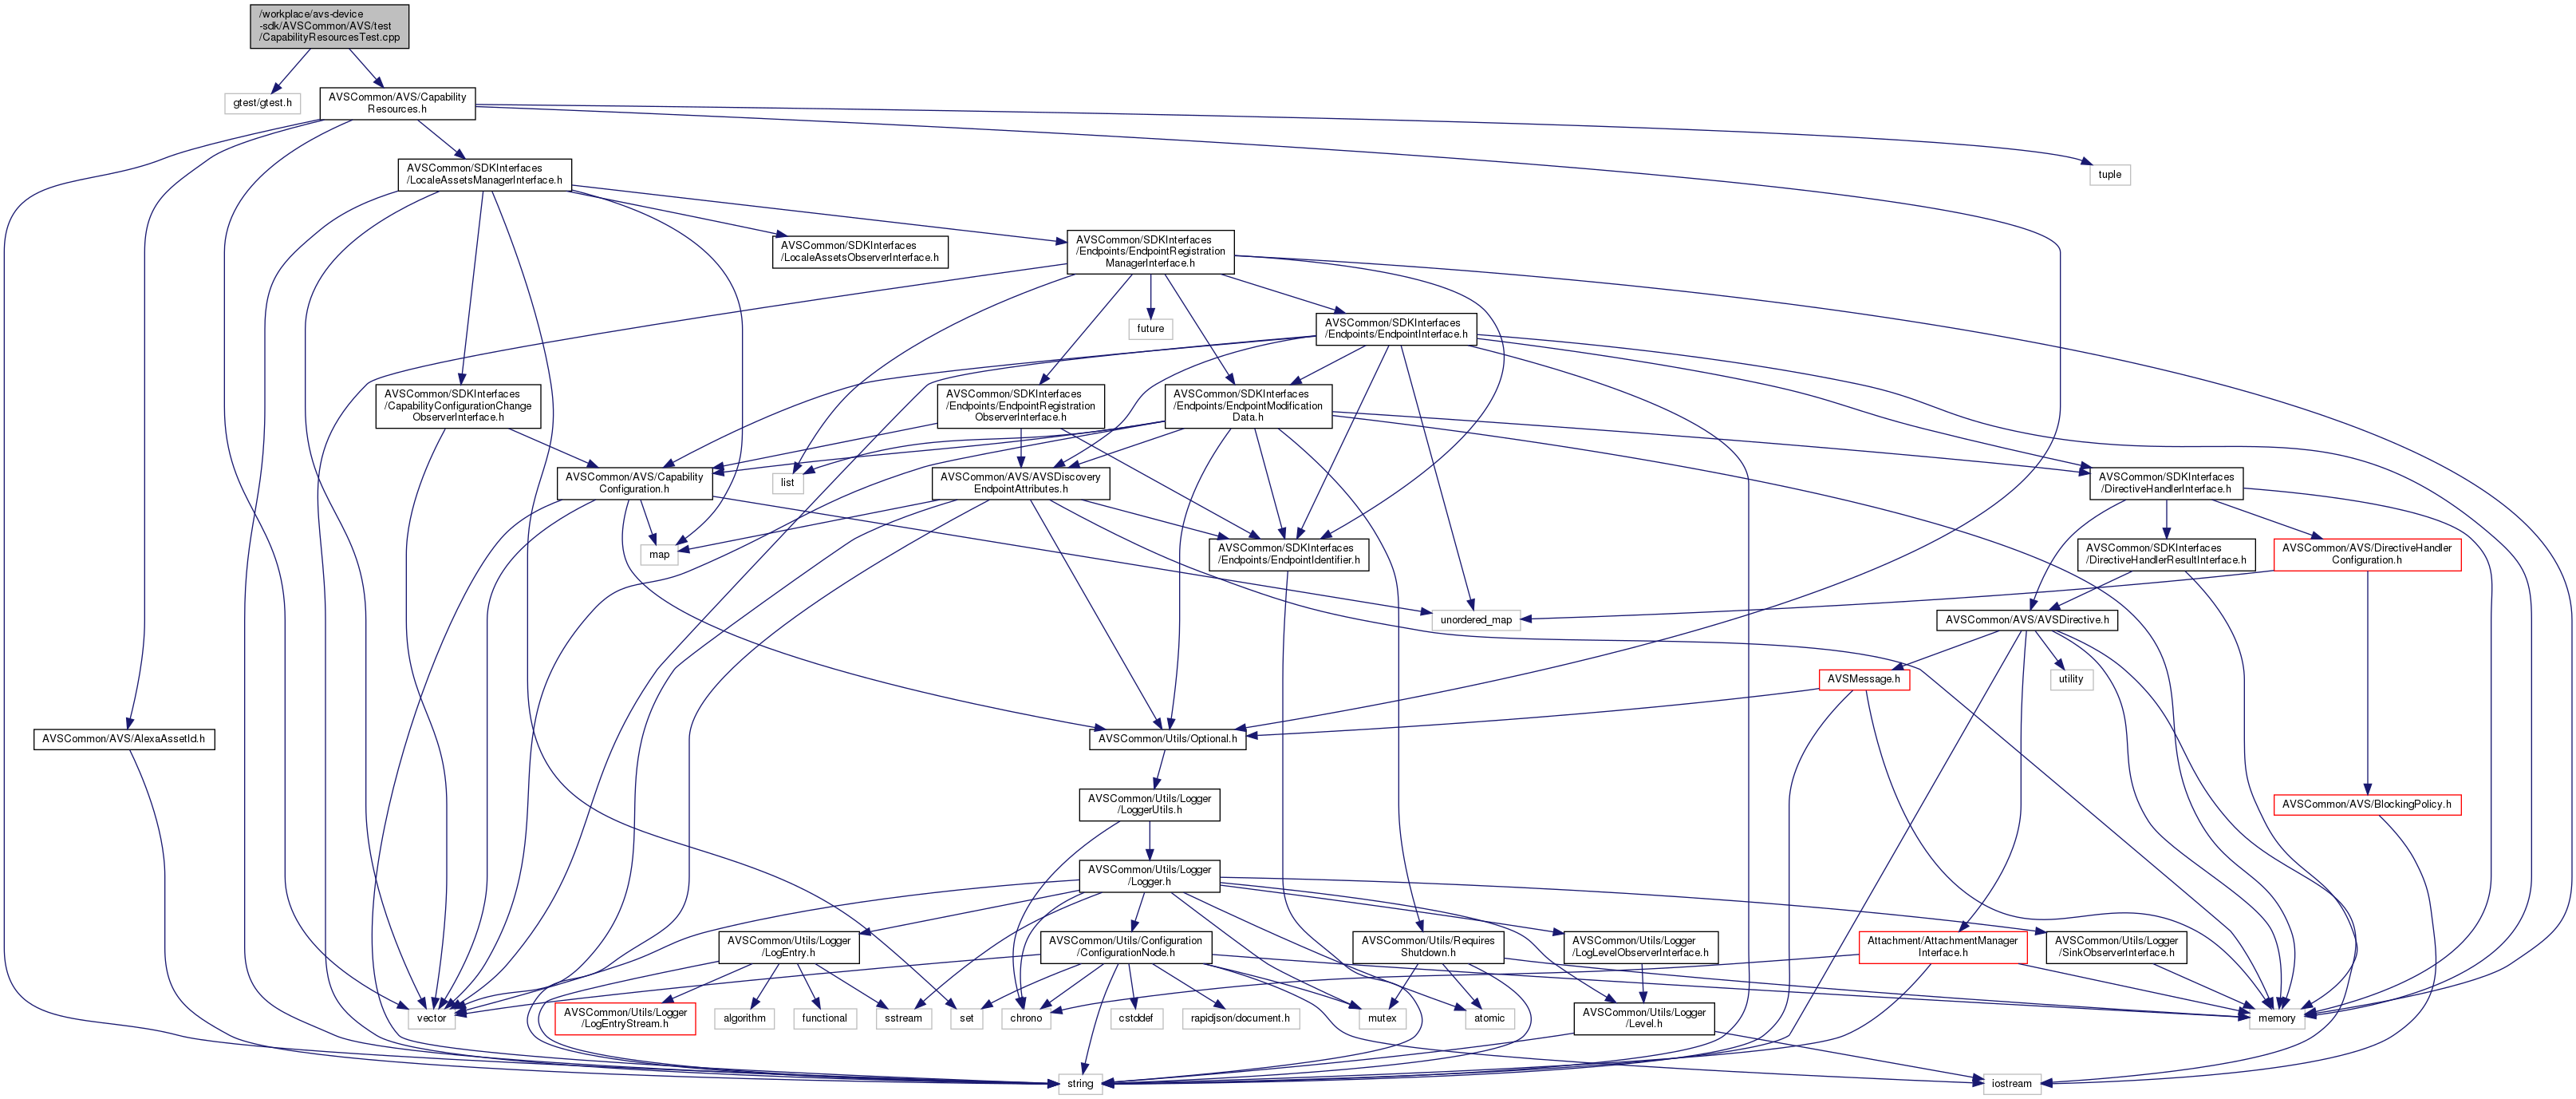 /workplace/avs-device
-sdk/AVSCommon/AVS/test
/CapabilityResourcesTest.cpp
gtest/gtest.h
AVSCommon/AVS/Capability
Resources.h
AVSCommon/SDKInterfaces
/LocaleAssetsManagerInterface.h
tuple
AVSCommon/SDKInterfaces
/LocaleAssetsObserverInterface.h
AVSCommon/SDKInterfaces
/Endpoints/EndpointRegistration
ManagerInterface.h
future
AVSCommon/SDKInterfaces
/Endpoints/EndpointInterface.h
AVSCommon/SDKInterfaces
/CapabilityConfigurationChange
ObserverInterface.h
AVSCommon/SDKInterfaces
/Endpoints/EndpointRegistration
ObserverInterface.h
AVSCommon/SDKInterfaces
/Endpoints/EndpointModification
Data.h
AVSCommon/AVS/Capability
Configuration.h
list
AVSCommon/AVS/AVSDiscovery
EndpointAttributes.h
AVSCommon/SDKInterfaces
/DirectiveHandlerInterface.h
map
AVSCommon/SDKInterfaces
/Endpoints/EndpointIdentifier.h
AVSCommon/SDKInterfaces
/DirectiveHandlerResultInterface.h
AVSCommon/AVS/DirectiveHandler
Configuration.h
unordered_map
AVSCommon/AVS/AVSDirective.h
AVSMessage.h
utility
AVSCommon/AVS/AlexaAssetId.h
AVSCommon/Utils/Optional.h
AVSCommon/Utils/Logger
/LoggerUtils.h
AVSCommon/AVS/BlockingPolicy.h
AVSCommon/Utils/Logger
/Logger.h
AVSCommon/Utils/Logger
/LogEntry.h
AVSCommon/Utils/Configuration
/ConfigurationNode.h
AVSCommon/Utils/Requires
Shutdown.h
AVSCommon/Utils/Logger
/LogLevelObserverInterface.h
Attachment/AttachmentManager
Interface.h
AVSCommon/Utils/Logger
/SinkObserverInterface.h
vector
AVSCommon/Utils/Logger
/LogEntryStream.h
algorithm
functional
sstream
set
chrono
cstddef
rapidjson/document.h
mutex
atomic
AVSCommon/Utils/Logger
/Level.h
memory
string
iostream